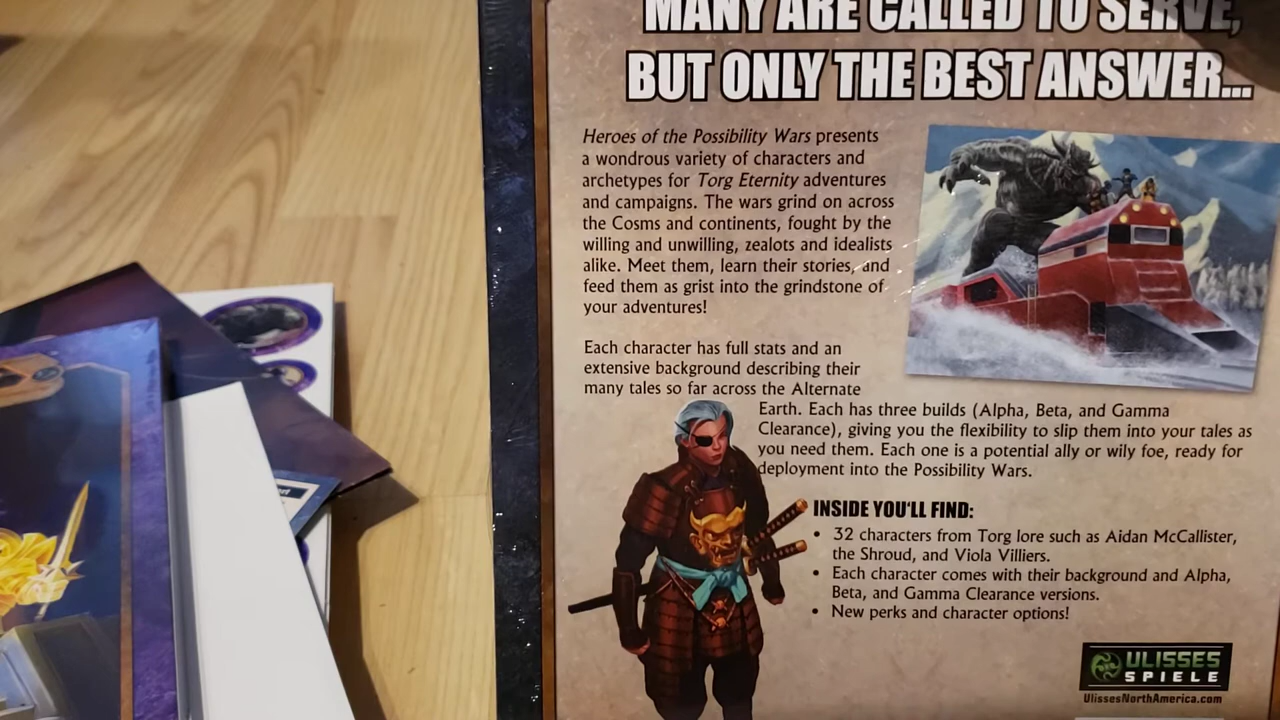 MANY ARE CALLED TO SERVE,
BUT ONLY THE BEST ANSWER...
Heroes of the Possibility Wars presents
a wondrous variety of characters and
archetypes for Torg Eternity adventures
and campaigns. The wars grind on across
the Cosms and continents, fought by the
willing and unwilling, zealots and idealists
alike. Meet them, learn their stories, and
feed them as grist into the grindstone of
your adventures!
Each character has full stats and an
extensive background describing their
many tales so far across the Alternate
Earth. Each has three builds (Alpha, Beta, and Gamma
Clearance), giving you the flexibility to slip them into your tales as
you need them. Each one is a potential ally or wily foe, ready for
deployment into the Possibility Wars.
INSIDE YOU'LL FIND:
• 32 characters from Torg lore such as Aidan McCallister,
the Shroud, and Viola Villiers.
• Each character comes with their background and Alpha,
Beta, and Gamma Clearance versions.
• New perks and character options!
ULISSES
SPIELE
UlissesNorthAmerica.com